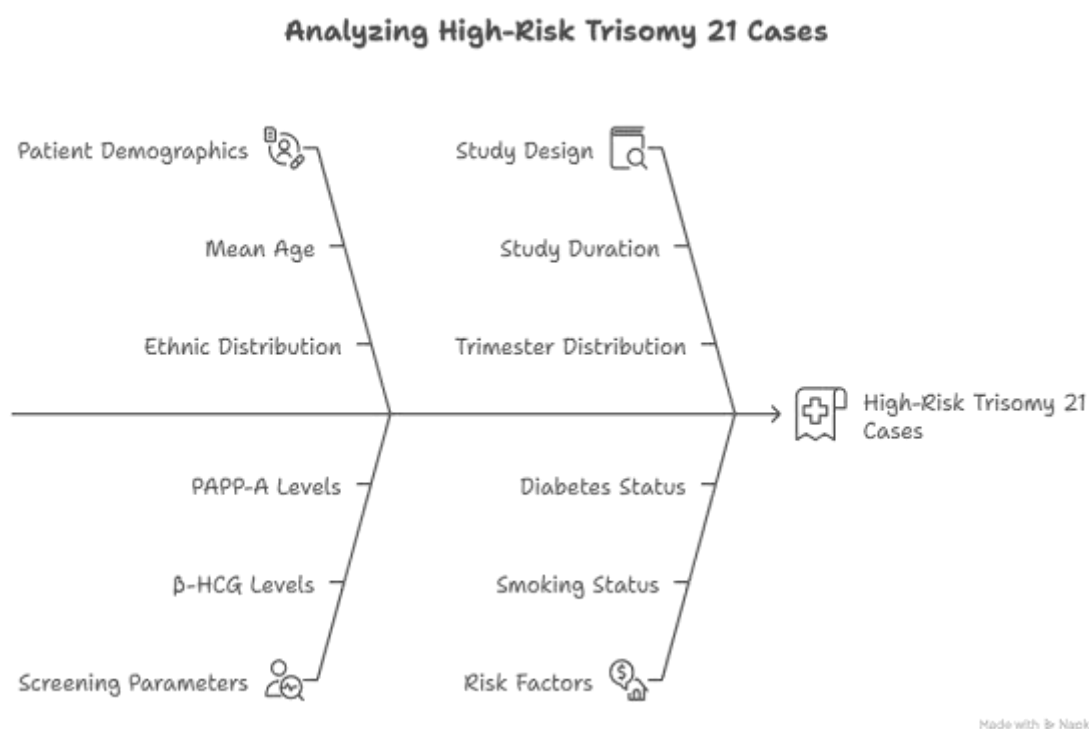 Analyzing High-Risk Trisomy 21 Cases
Patient Demographics
Study Design
Mean Age
Study Duration
Ethnic Distribution
Trimester Distribution
High-Risk Trisomy 21
Cases
PAPP-A Levels
Diabetes Status
β-HCG Levels
Smoking Status
Screening Parameters
Risk Factors
Made with